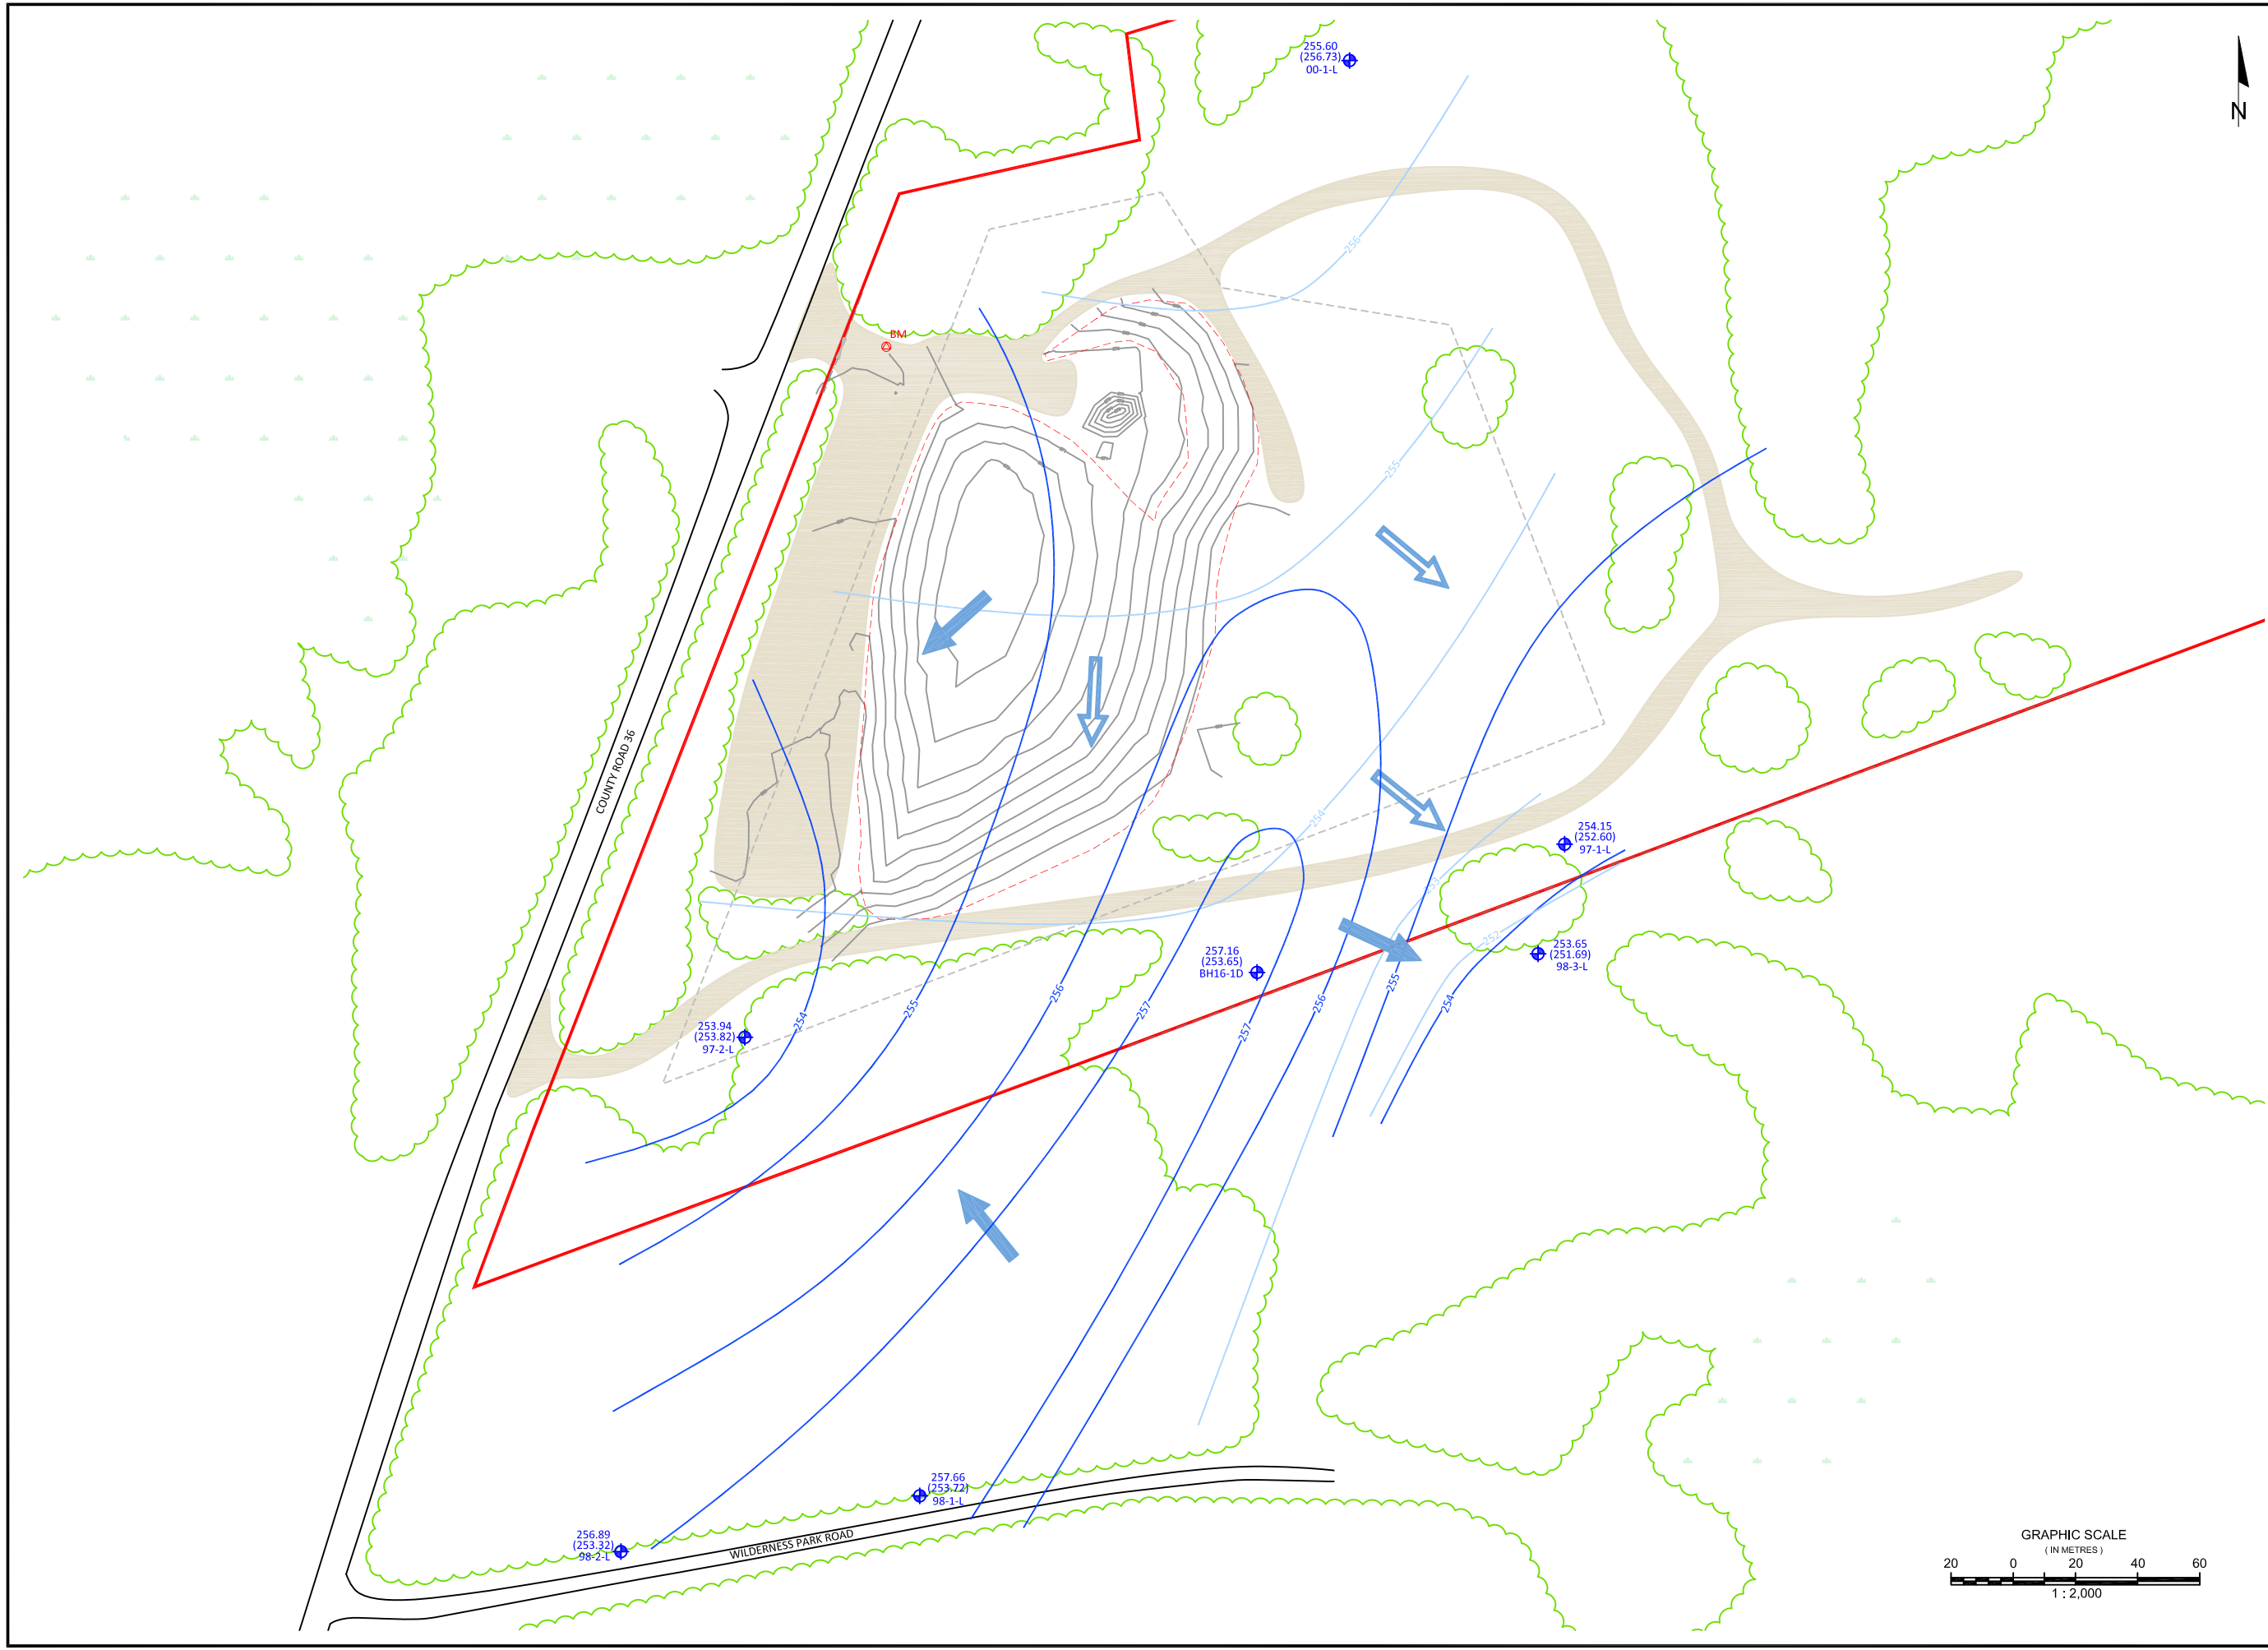 255.60
(256.73)
00-1-L
N
256
BM
255
COUNTY ROAD 36
254
254.15
(252.60)
97-1-L
253
252
253.65
(251.69)
98-3-L
257.16
(253.65)
BH16-1D
255
254
256
257
257
256
255
254
253.94
(253.82)
97-2-L
257.66
(253.72)
98-1-L
256.89
(253.32)
98-2-L
WILDERNESS PARK ROAD
GRAPHIC SCALE
( IN METRES )
20 0 20 40 60
1 : 2,000